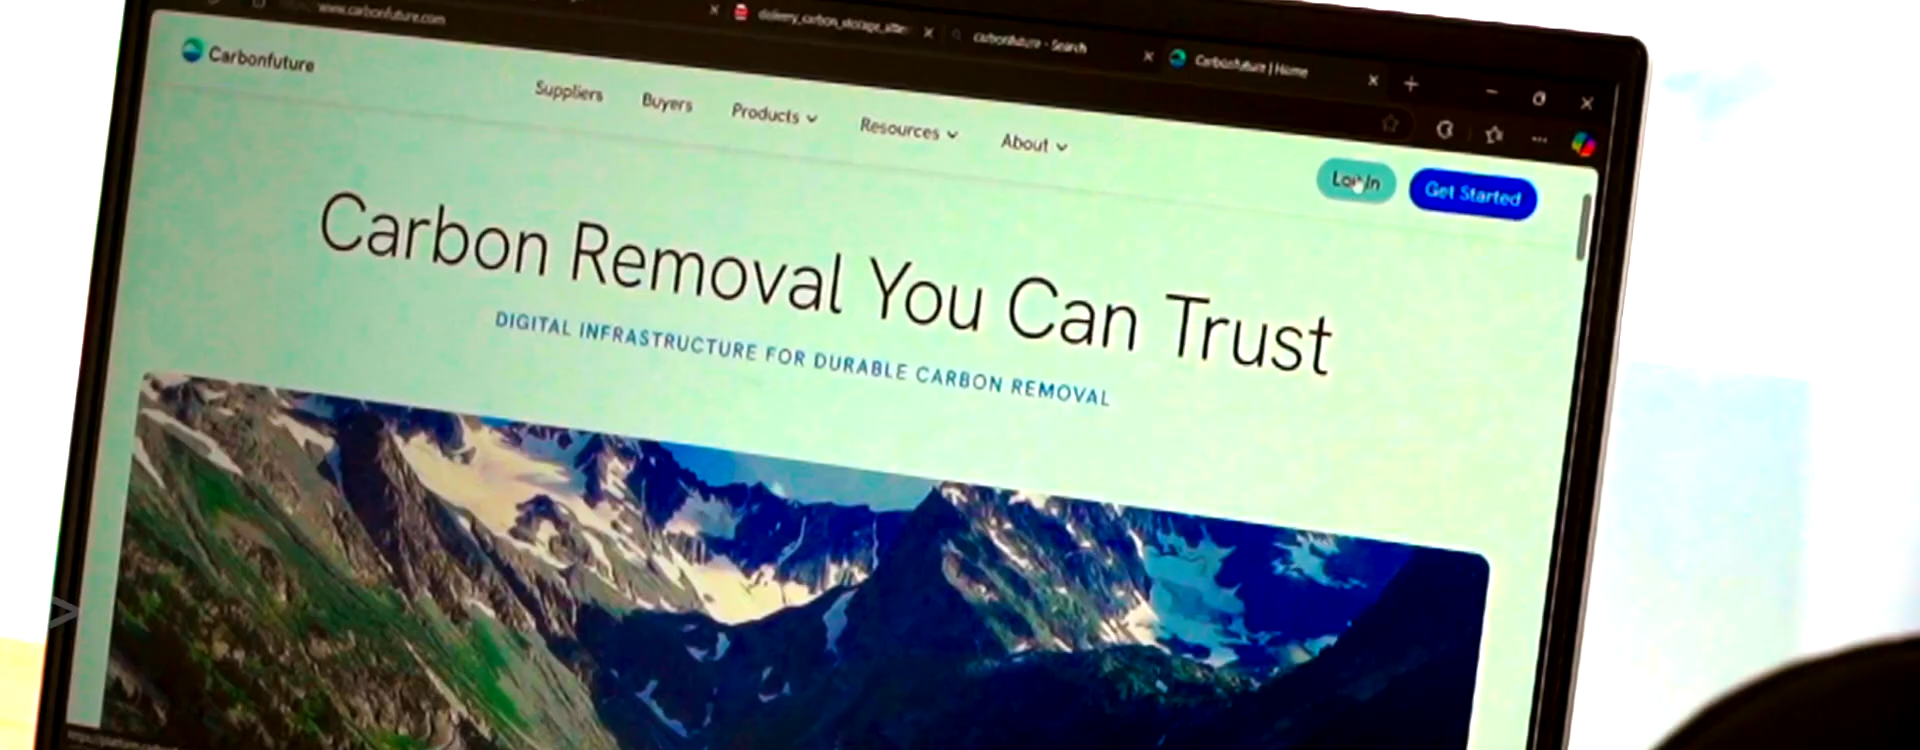 www.carbonfuture.com
carbonfuture - Search
Carbonfuture | Home
Carbonfuture
Suppliers
Buyers
Products
Resources
About
Log In
Get Started
Carbon Removal You Can Trust
DIGITAL INFRASTRUCTURE FOR DURABLE CARBON REMOVAL